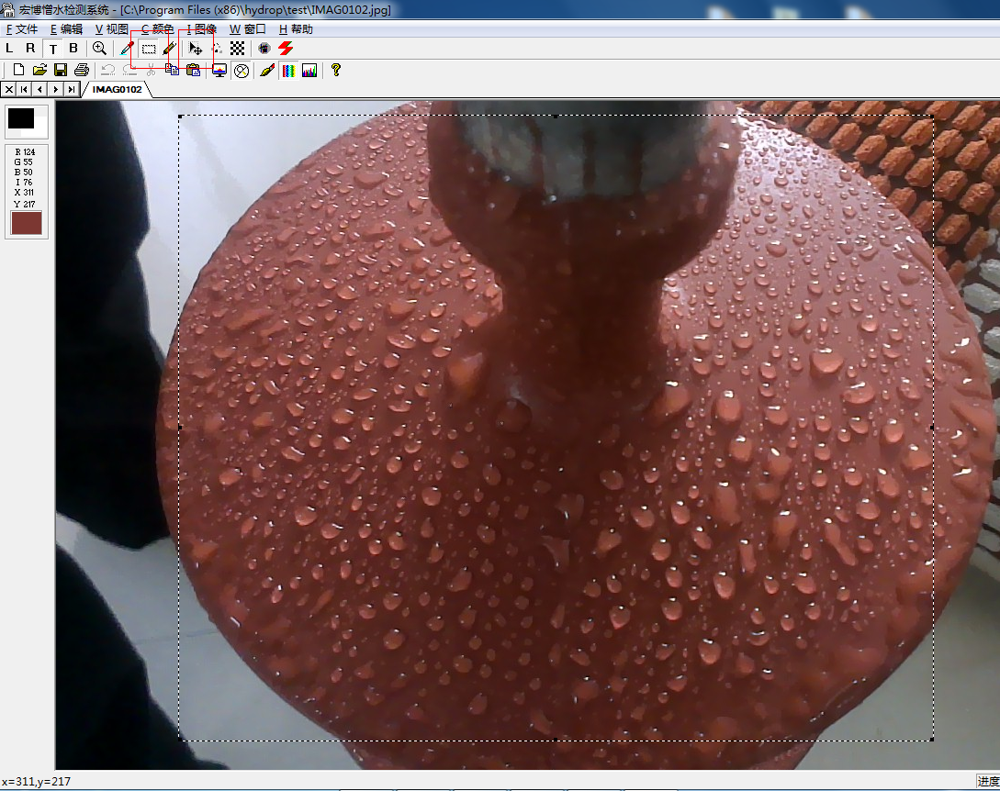 宏博憎水检测系统 - [C:\Program Files (x86)\hydrop\test\IMAG0102.jpg]
F 文件 E 编辑 V 视图 C 颜色 I 图像 W 窗口 H 帮助
L R T B
IMAG0102
R 124
G 55
B 50
I 76
X 311
Y 217
x=311,y=217
进度